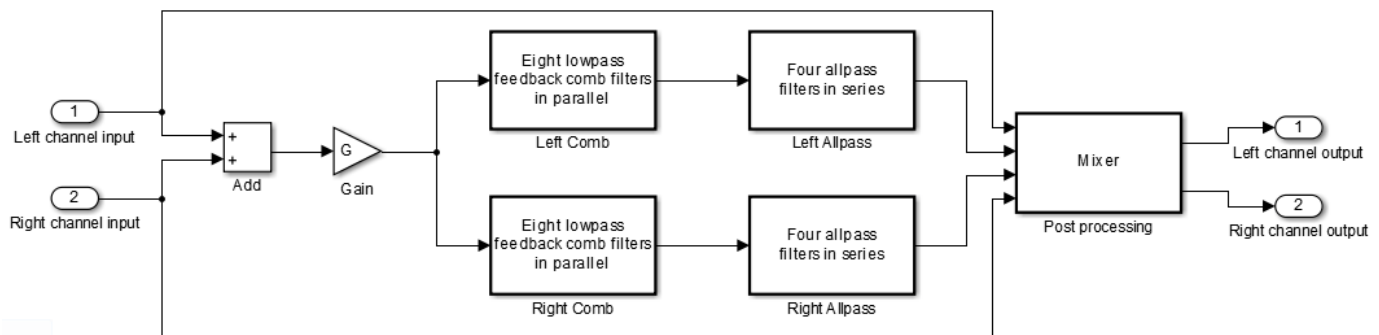 1
Left channel input
2
Right channel input
+
+
Add
G
Gain
Eight lowpass
feedback comb filters
in parallel
Left Comb
Four allpass
filters in series
Left Allpass
Eight lowpass
feedback comb filters
in parallel
Right Comb
Four allpass
filters in series
Right Allpass
Mixer
Post processing
1
Left channel output
2
Right channel output